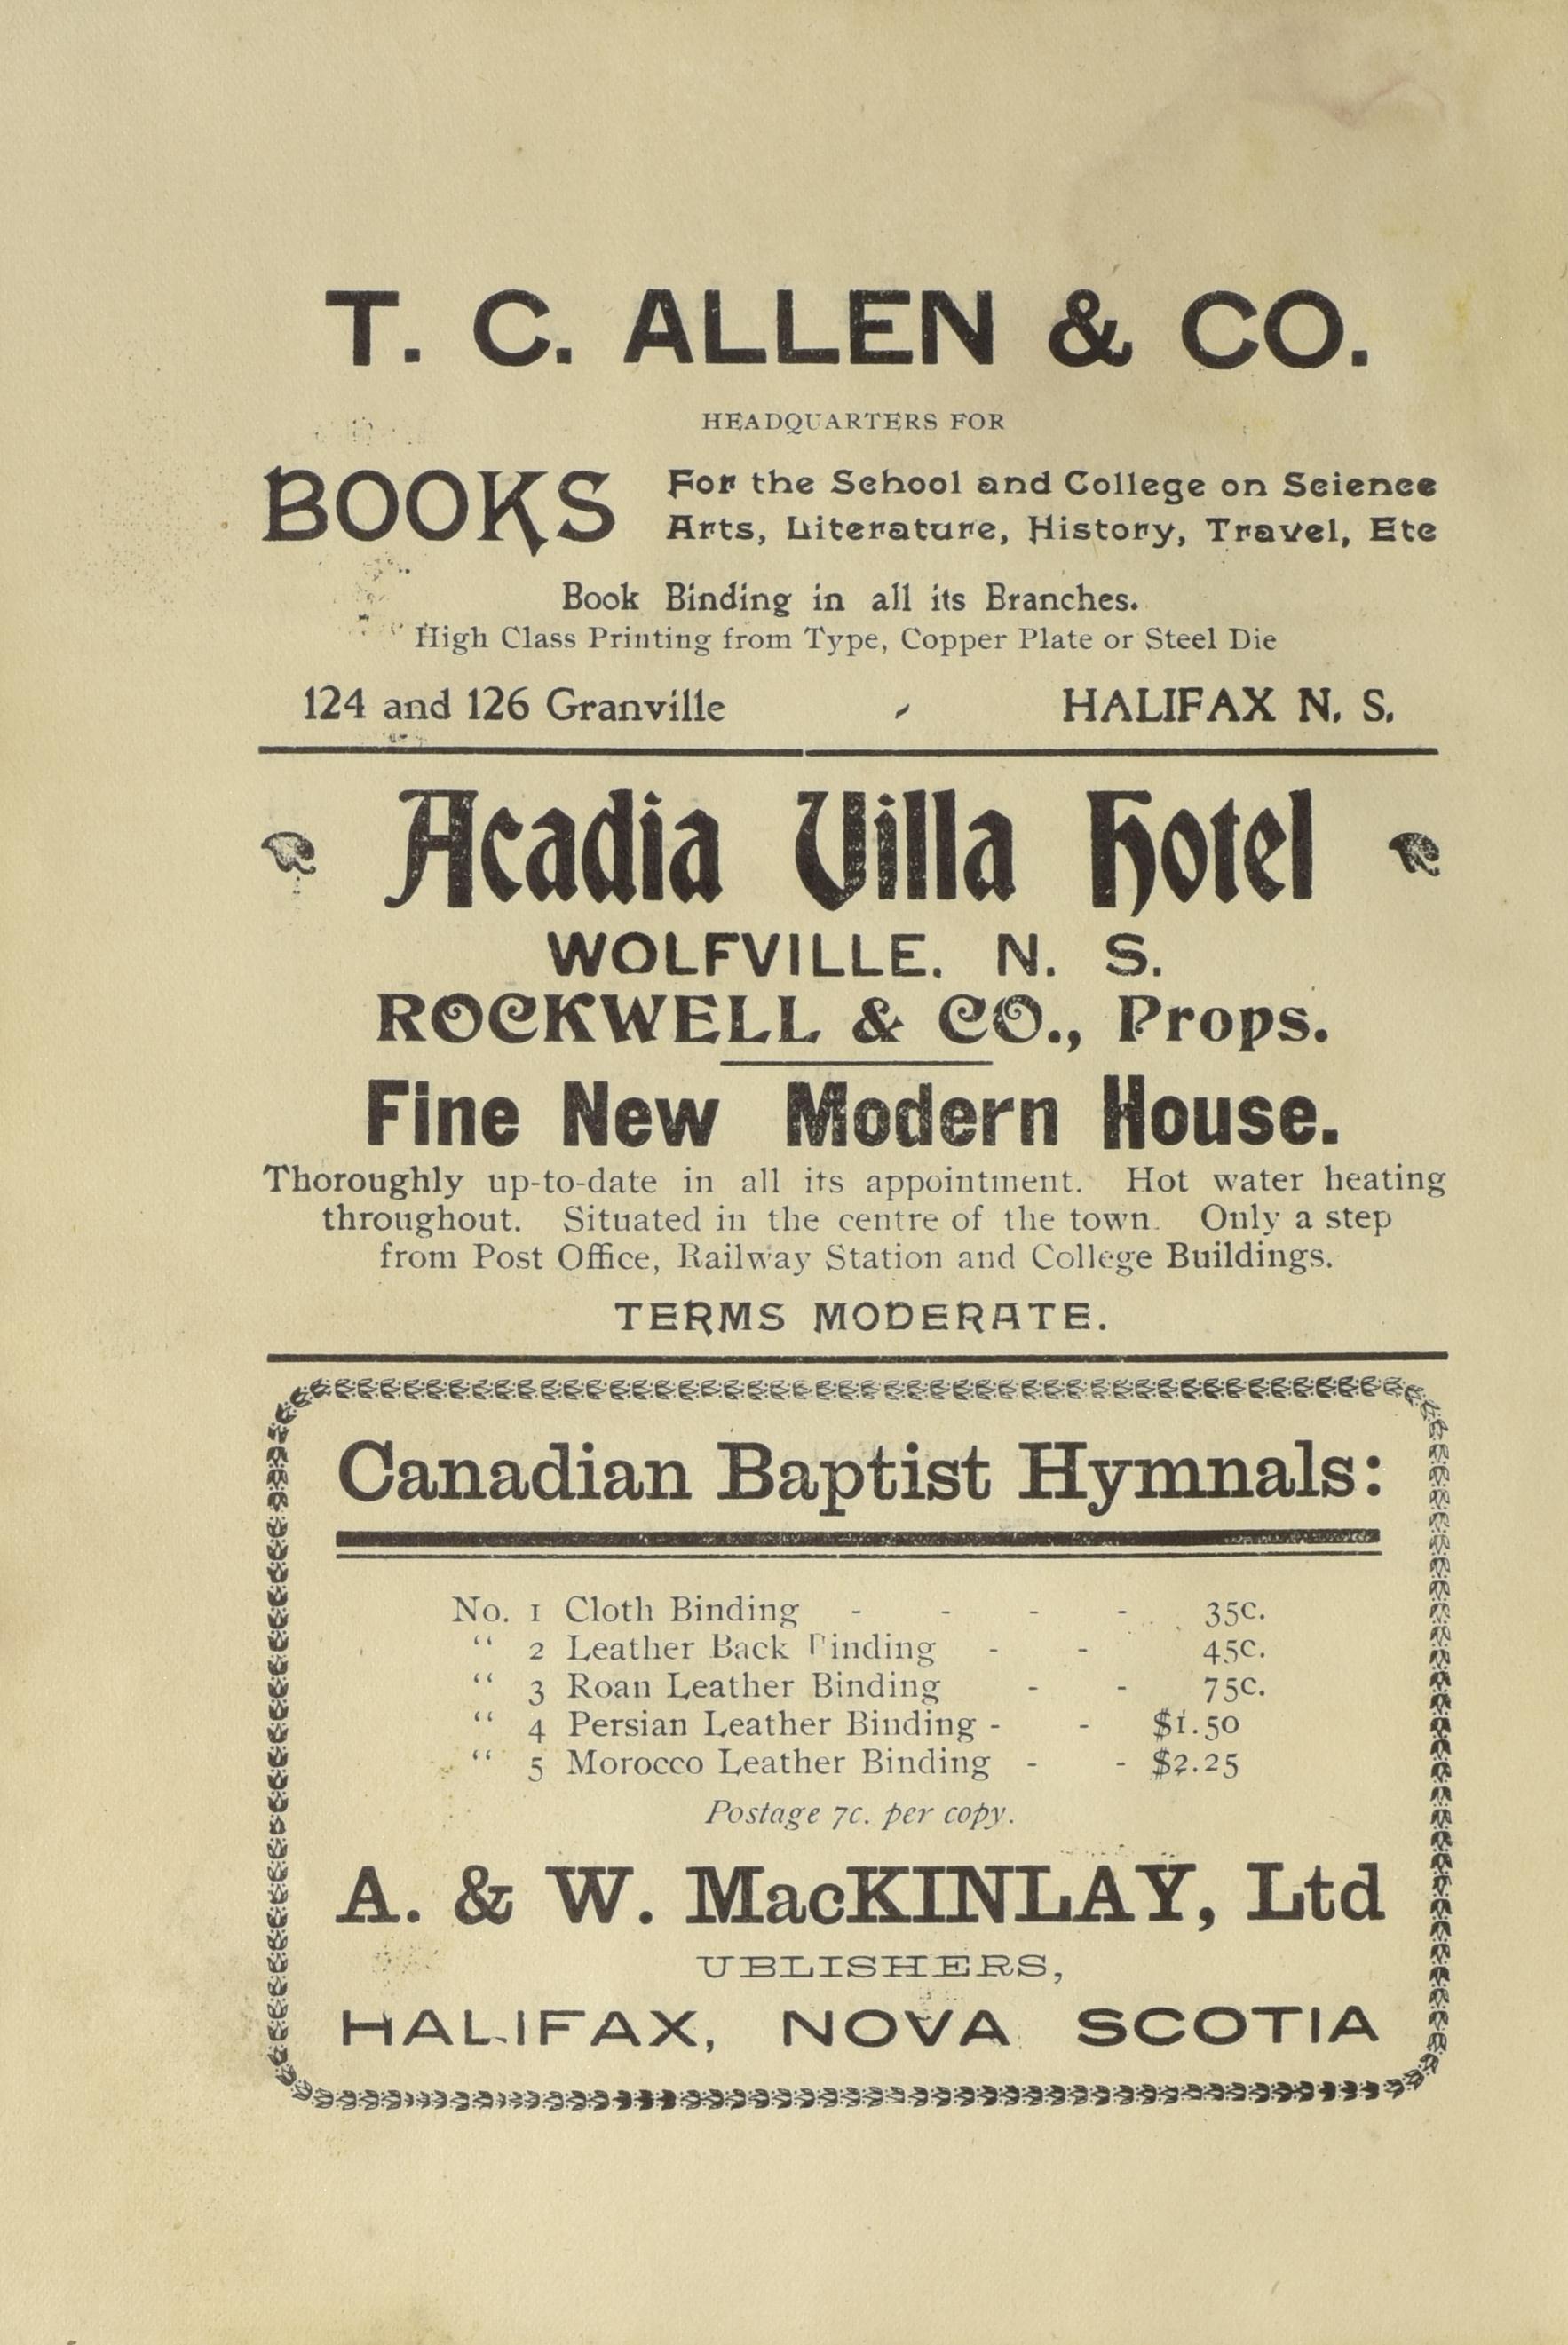 T. C. ALLEN & CO.
HEADQUARTERS FOR
BOOKS
For the School and College on Science
Arts, Literature, History, Travel, Etc
Book Binding in all its Branches.
High Class Printing from Type, Copper Plate or Steel Die
124 and 126 Granville - HALIFAX N. S.
Acadia Villa Hotel
WOLFVILLE. N. S.
ROCKWELL & CO., Props.
Fine New Modern House.
Thoroughly up-to-date in all its appointment. Hot water heating
throughout. Situated in the centre of the town. Only a step
from Post Office, Railway Station and College Buildings.
TERMS MODERATE.
Canadian Baptist Hymnals:
No. 1 Cloth Binding - - - - 35c.
" 2 Leather Back Binding - - 45c.
" 3 Roan Leather Binding - - 75c.
" 4 Persian Leather Binding - - $1.50
" 5 Morocco Leather Binding - - $2.25
Postage 7c. per copy.
A. & W. MacKINLAY, Ltd
UBLISHERS,
HALIFAX, NOVA SCOTIA